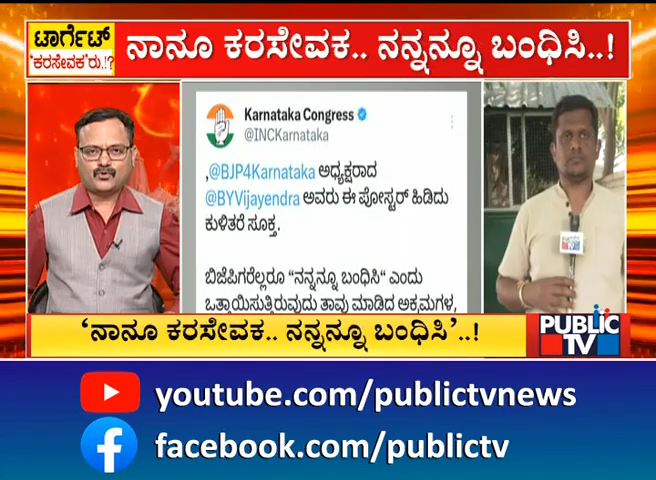 ಟಾರ್ಗೆಟ್
'ಕರಸೇವಕ'ರು.!?
ನಾನೂ ಕರಸೇವಕ.. ನನ್ನನ್ನೂ ಬಂಧಿಸಿ..!
Karnataka Congress
@INCKarnataka
,@BJP4Karnataka ಅಧ್ಯಕ್ಷರಾದ
@BYVijayendra ಅವರು ಈ ಪೋಸ್ಟರ್ ಹಿಡಿದು
ಕುಳಿತರೆ ಸೂಕ್ತ.
ಬಿಜೆಪಿಗರೆಲ್ಲರೂ "ನನ್ನನ್ನೂ ಬಂಧಿಸಿ" ಎಂದು
ಒತ್ತಾಯಿಸುತ್ತಿರುವುದು ತಾವು ಮಾಡಿದ ಅಕ್ರಮಗಳ,
'ನಾನೂ ಕರಸೇವಕ.. ನನ್ನನ್ನೂ ಬಂಧಿಸಿ'..!
PUBLIC
TV
youtube.com/publictvnews
facebook.com/publictv